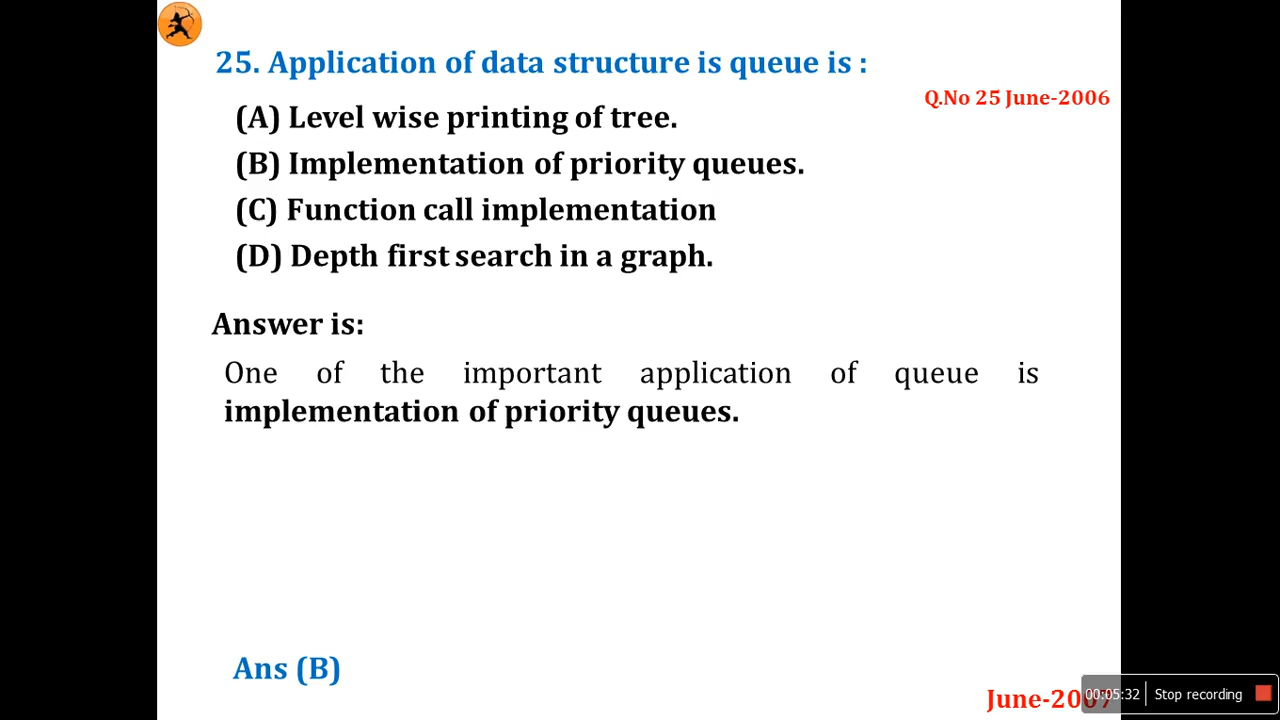 25. Application of data structure is queue is :
Q.No 25 June-2006
(A) Level wise printing of tree.
(B) Implementation of priority queues.
(C) Function call implementation
(D) Depth first search in a graph.
Answer is:
One of the important application of queue is
implementation of priority queues.
Ans (B)
June-2007
00:05:32 Stop recording